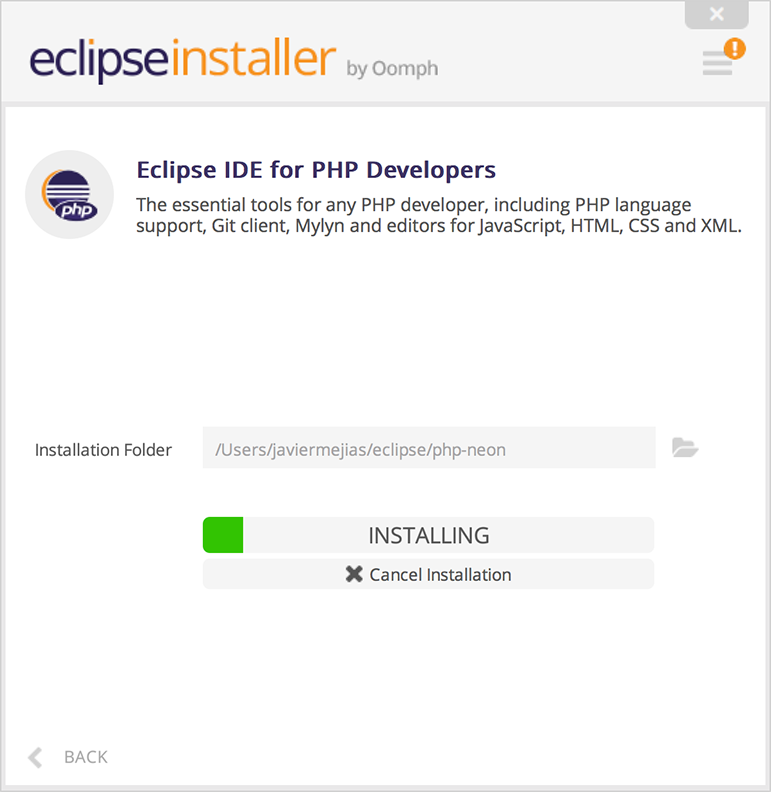 eclipseinstaller by Oomph
!
Eclipse IDE for PHP Developers
php
The essential tools for any PHP developer, including PHP language
support, Git client, Mylyn and editors for JavaScript, HTML, CSS and XML.
Installation Folder /Users/javiermejias/eclipse/php-neon
INSTALLING
Cancel Installation
BACK